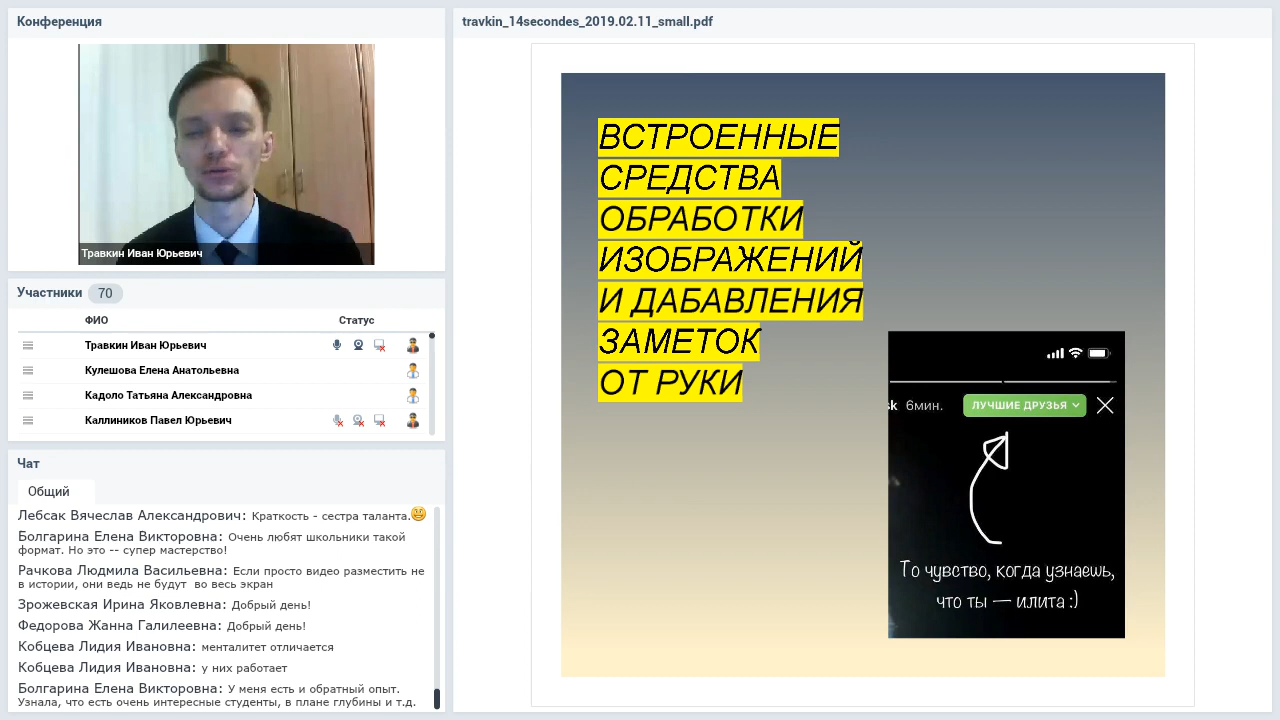 Конференция
Травкин Иван Юрьевич
Участники 70
ФИО Статус
Травкин Иван Юрьевич
Кулешова Елена Анатольевна
Кадоло Татьяна Александровна
Каллиников Павел Юрьевич
Чат
Общий
Лебсак Вячеслав Александрович: Краткость - сестра таланта.
Болгарина Елена Викторовна: Очень любят школьники такой
формат. Но это -- супер мастерство!
Рачкова Людмила Васильевна: Если просто видео разместить не
в истории, они ведь не будут во весь экран
Зрожевская Ирина Яковлевна: Добрый день!
Федорова Жанна Галилеевна: Добрый день!
Кобцева Лидия Ивановна: менталитет отличается
Кобцева Лидия Ивановна: у них работает
Болгарина Елена Викторовна: У меня есть и обратный опыт.
Узнала, что есть очень интересные студенты, в плане глубины и т.д.
travkin_14secondes_2019.02.11_small.pdf
ВСТРОЕННЫЕ
СРЕДСТВА
ОБРАБОТКИ
ИЗОБРАЖЕНИЙ
И ДАБАВЛЕНИЯ
ЗАМЕТОК
ОТ РУКИ
sk 6мин. ЛУЧШИЕ ДРУЗЬЯ
То чувство, когда узнаешь,
что ты — илита :)